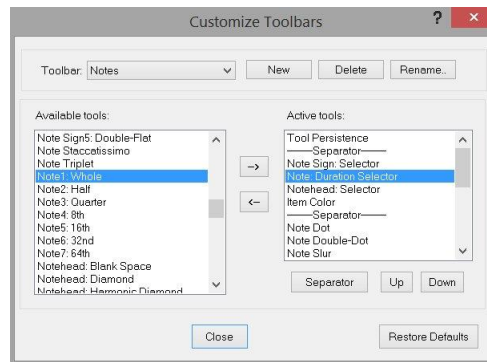 Customize Toolbars ? ×
Toolbar: Notes New Delete Rename..
Available tools:
Note Sign5: Double-Flat
Note Staccatissimo
Note Triplet
Note1: Whole
Note2: Half
Note3: Quarter
Note4: 8th
Note5: 16th
Note6: 32nd
Note7: 64th
Notehead: Blank Space
Notehead: Diamond
Notehead: Harmonic Diamond
Active tools:
Tool Persistence
——Separator——
Note Sign: Selector
Note: Duration Selector
Notehead: Selector
Item Color
——Separator——
Note Dot
Note Double-Dot
Note Slur
Separator Up Down
Close Restore Defaults